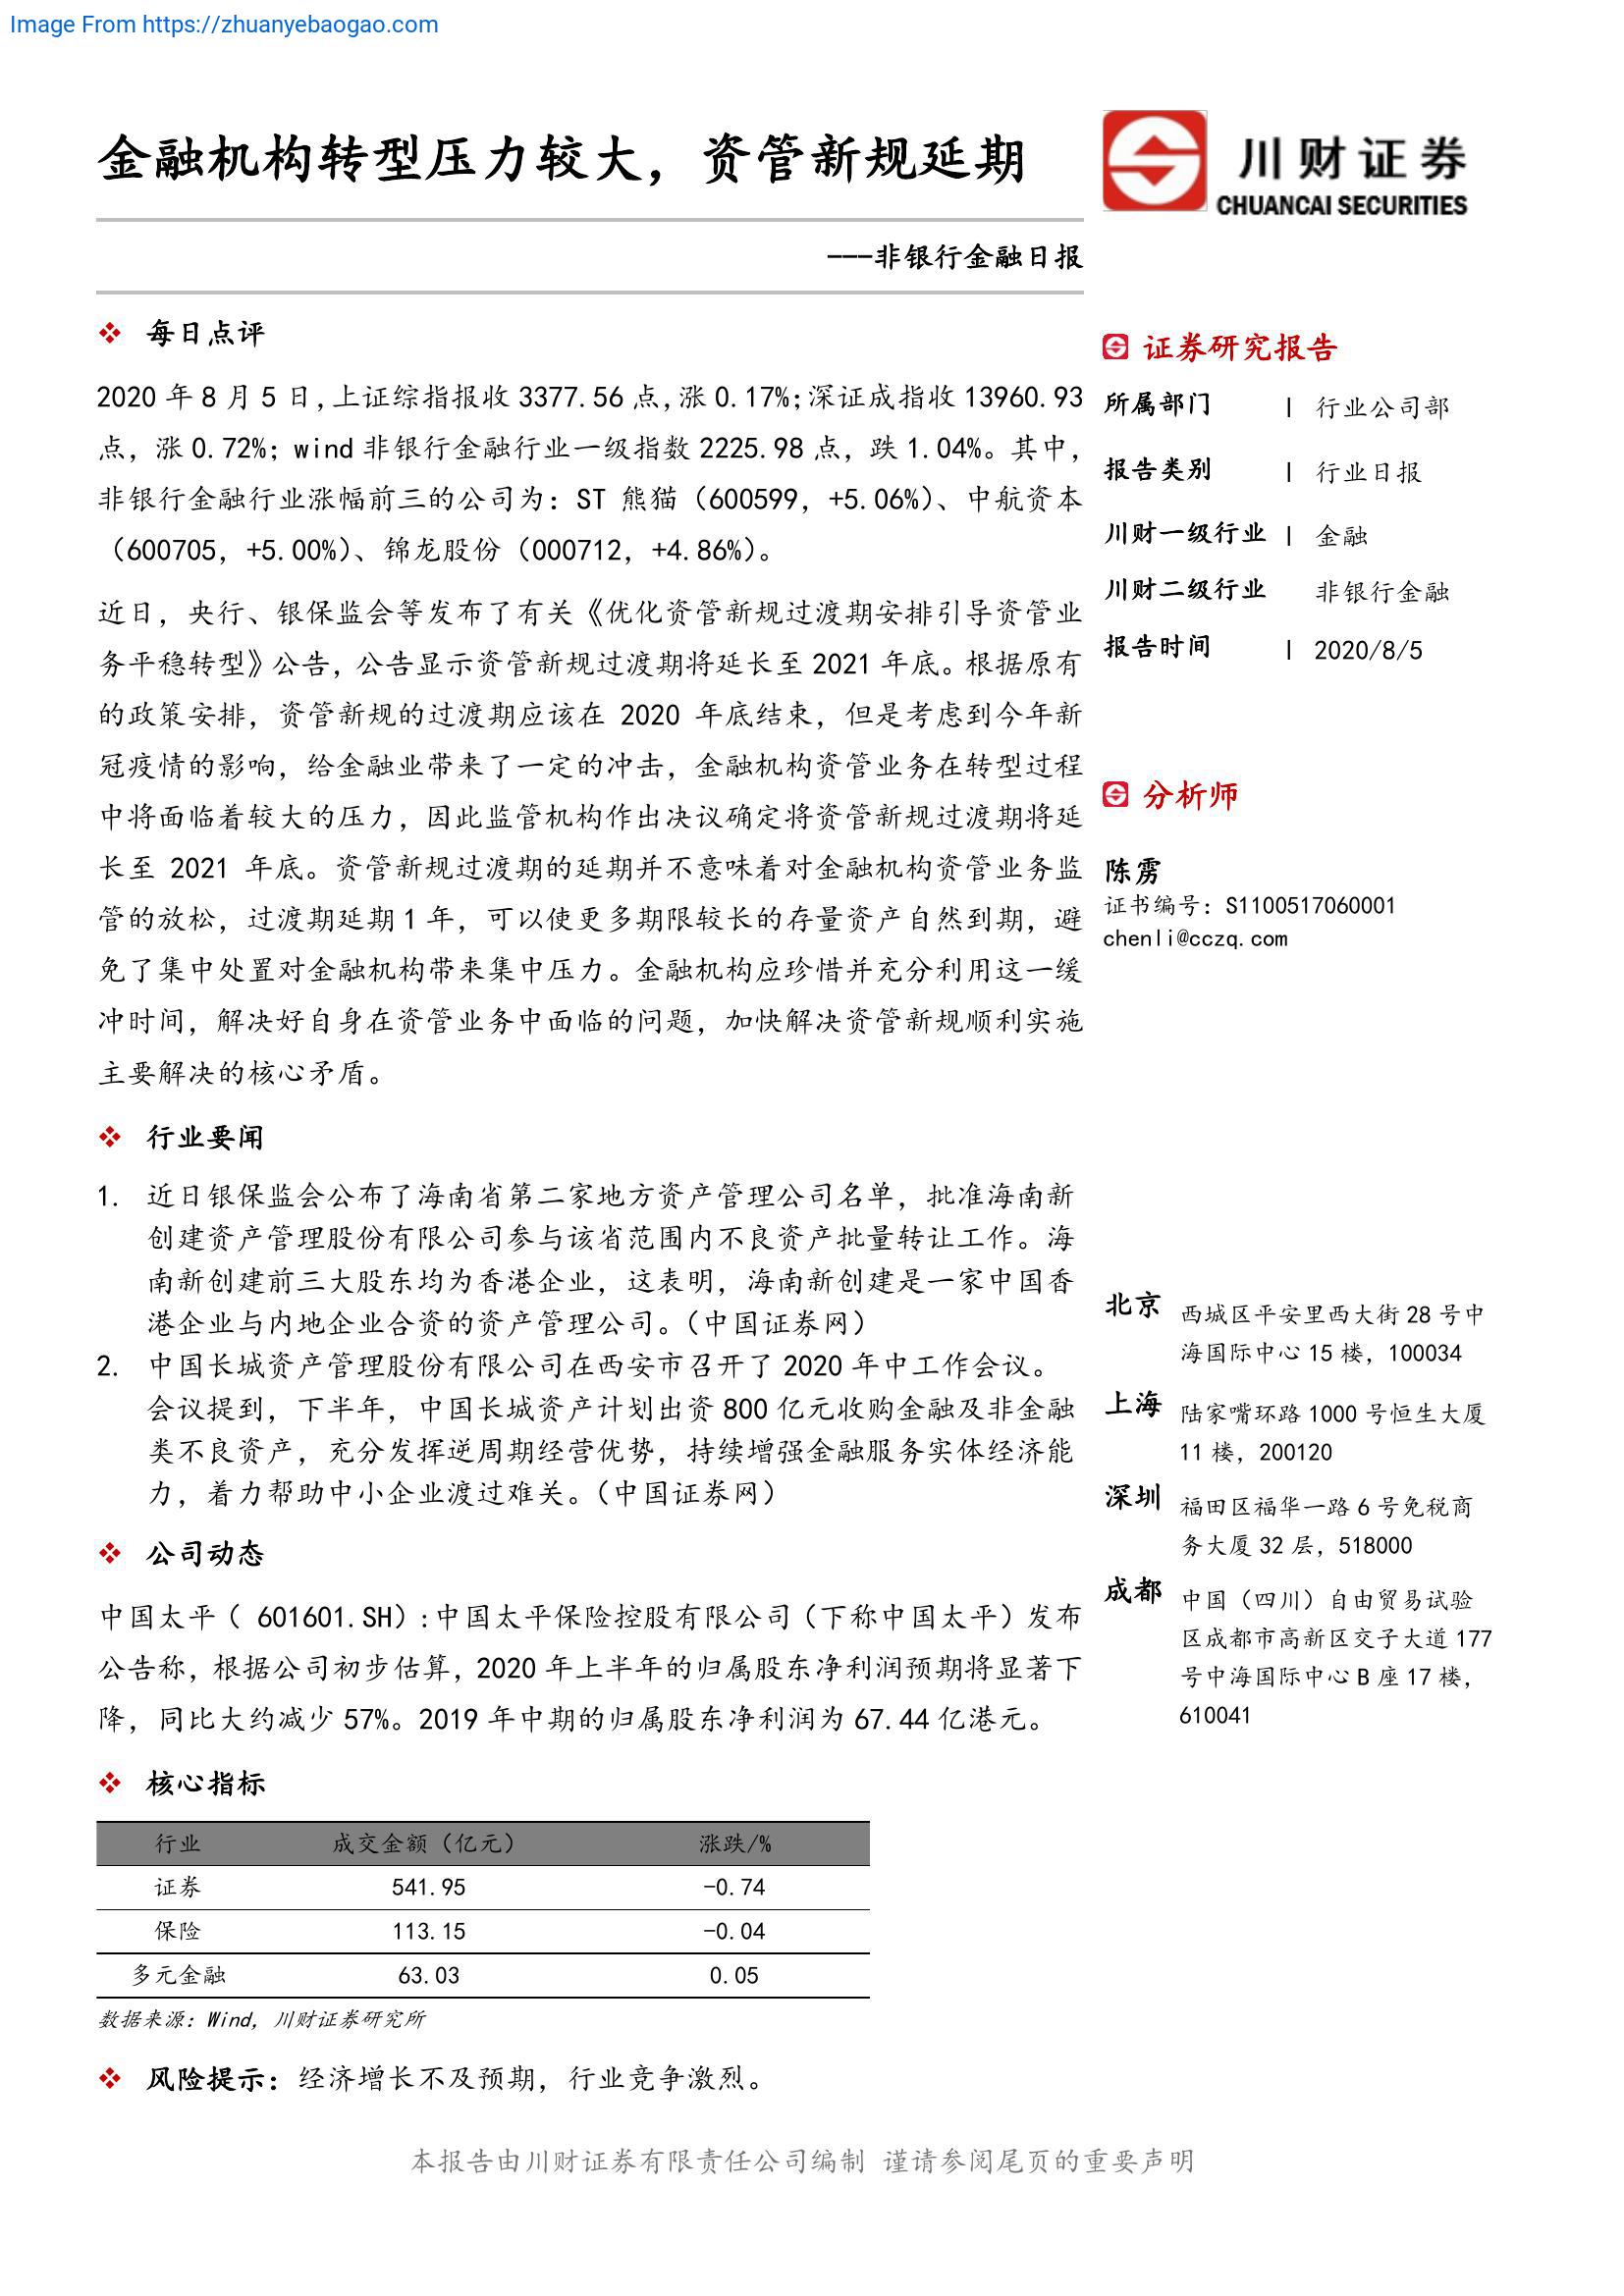 Image From https://zhuanyebaogao.com
金融机构转型压力较大，资管新规延期
---非银行金融日报
川财证券
CHUANCAI SECURITIES
❖ 每日点评
2020 年 8 月 5 日，上证综指报收 3377.56 点，涨 0.17%；深证成指收 13960.93
点，涨 0.72%；wind 非银行金融行业一级指数 2225.98 点，跌 1.04%。其中，
非银行金融行业涨幅前三的公司为：ST 熊猫（600599，+5.06%）、中航资本
（600705，+5.00%）、锦龙股份（000712，+4.86%）。
近日，央行、银保监会等发布了有关《优化资管新规过渡期安排引导资管业
务平稳转型》公告，公告显示资管新规过渡期将延长至 2021 年底。根据原有
的政策安排，资管新规的过渡期应该在 2020 年底结束，但是考虑到今年新
冠疫情的影响，给金融业带来了一定的冲击，金融机构资管业务在转型过程
中将面临着较大的压力，因此监管机构作出决议确定将资管新规过渡期将延
长至 2021 年底。资管新规过渡期的延期并不意味着对金融机构资管业务监
管的放松，过渡期延期 1 年，可以使更多期限较长的存量资产自然到期，避
免了集中处置对金融机构带来集中压力。金融机构应珍惜并充分利用这一缓
冲时间，解决好自身在资管业务中面临的问题，加快解决资管新规顺利实施
主要解决的核心矛盾。
❖ 行业要闻
1. 近日银保监会公布了海南省第二家地方资产管理公司名单，批准海南新
创建资产管理股份有限公司参与该省范围内不良资产批量转让工作。海
南新创建前三大股东均为香港企业，这表明，海南新创建是一家中国香
港企业与内地企业合资的资产管理公司。（中国证券网）
2. 中国长城资产管理股份有限公司在西安市召开了 2020 年中工作会议。
会议提到，下半年，中国长城资产计划出资 800 亿元收购金融及非金融
类不良资产，充分发挥逆周期经营优势，持续增强金融服务实体经济能
力，着力帮助中小企业渡过难关。（中国证券网）
❖ 公司动态
中国太平（ 601601.SH）:中国太平保险控股有限公司（下称中国太平）发布
公告称，根据公司初步估算，2020 年上半年的归属股东净利润预期将显著下
降，同比大约减少 57%。2019 年中期的归属股东净利润为 67.44 亿港元。
❖ 核心指标
行业 成交金额（亿元） 涨跌/%
证券 541.95 -0.74
保险 113.15 -0.04
多元金融 63.03 0.05
数据来源：Wind，川财证券研究所
❖ 风险提示：经济增长不及预期，行业竞争激烈。
证券研究报告
所属部门 | 行业公司部
报告类别 | 行业日报
川财一级行业 | 金融
川财二级行业 非银行金融
报告时间 | 2020/8/5
分析师
陈雳
证书编号：S1100517060001
chenli@cczq.com
北京 西城区平安里西大街 28 号中
海国际中心 15 楼，100034
上海 陆家嘴环路 1000 号恒生大厦
11 楼，200120
深圳 福田区福华一路 6 号免税商
务大厦 32 层，518000
成都 中国（四川）自由贸易试验
区成都市高新区交子大道 177
号中海国际中心 B 座 17 楼，
610041
本报告由川财证券有限责任公司编制 谨请参阅尾页的重要声明